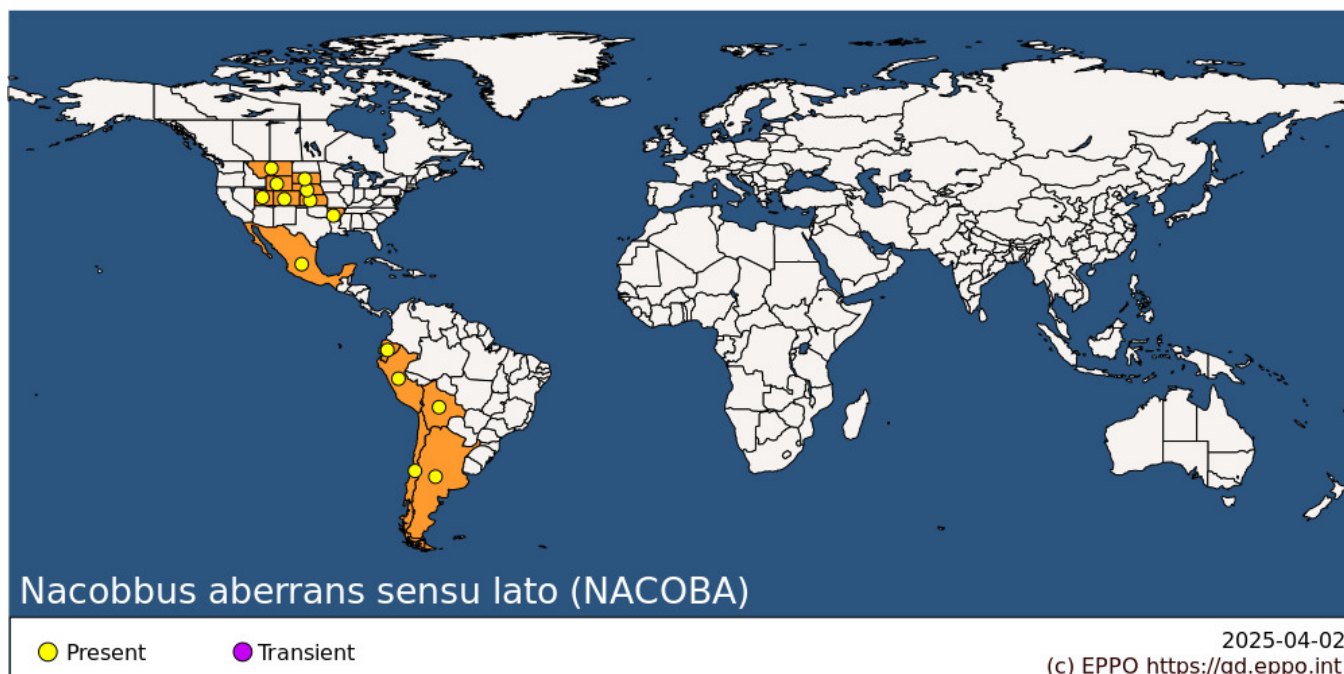 Nacobbus aberrans sensu lato (NACOBA)
Present
Transient
2025-04-02
(c) EPPO https://gd.eppo.int